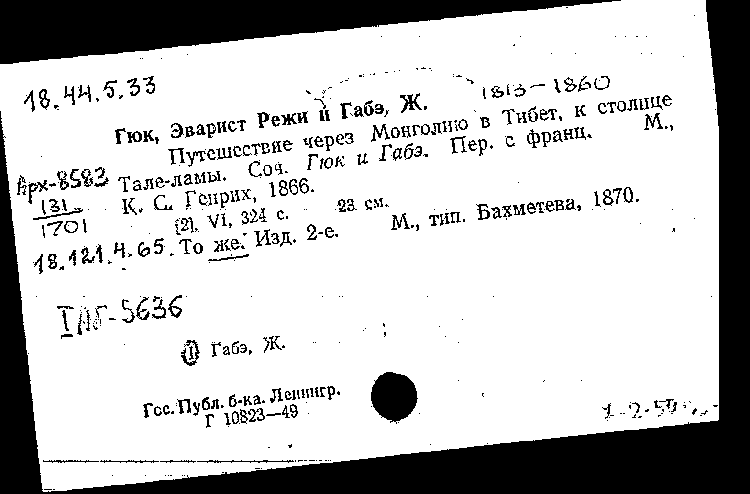 18.44.5.33
1813-1860
Гюк, Эварист Режи и Габэ, Ж.
Путешествие через Монголию в Тибет, к столице
Арх-8583 Тале-ламы. Соч. Гюк и Габэ. Пер. с франц. М.,
131 К. С. Генрих, 1866.
1701 [2], VI, 324 с. 23 см.
18.121.4.65. То же. Изд. 2-е. М., тип. Бахметева, 1870.
-5636
I Габэ, Ж.
Гос. Публ. б-ка. Ленингр.
Г 10823—49